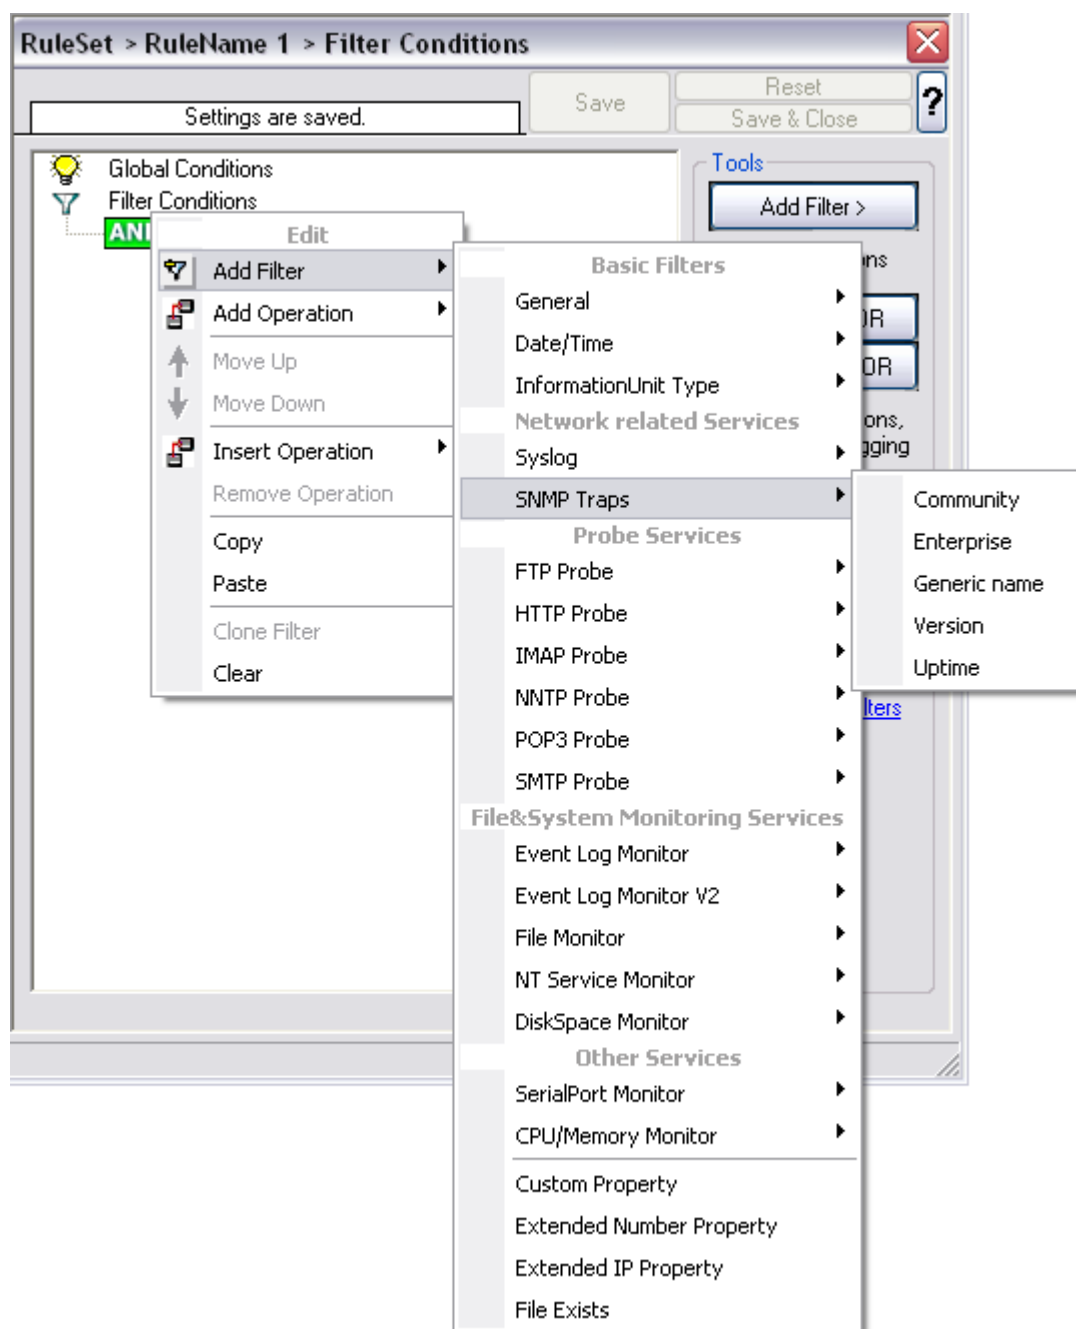 RuleSet > RuleName 1 > Filter Conditions
Settings are saved.
Save
Reset
Save & Close
?
Global Conditions
Filter Conditions
Tools
Add Filter >
Edit
Add Filter
Add Operation
Move Up
Move Down
Insert Operation
Remove Operation
Copy
Paste
Clone Filter
Clear
Basic Filters
General
Date/Time
InformationUnit Type
Network related Services
Syslog
SNMP Traps
Probe Services
FTP Probe
HTTP Probe
IMAP Probe
NNTP Probe
POP3 Probe
SMTP Probe
File&System Monitoring Services
Event Log Monitor
Event Log Monitor V2
File Monitor
NT Service Monitor
DiskSpace Monitor
Other Services
SerialPort Monitor
CPU/Memory Monitor
Custom Property
Extended Number Property
Extended IP Property
File Exists
Community
Enterprise
Generic name
Version
Uptime